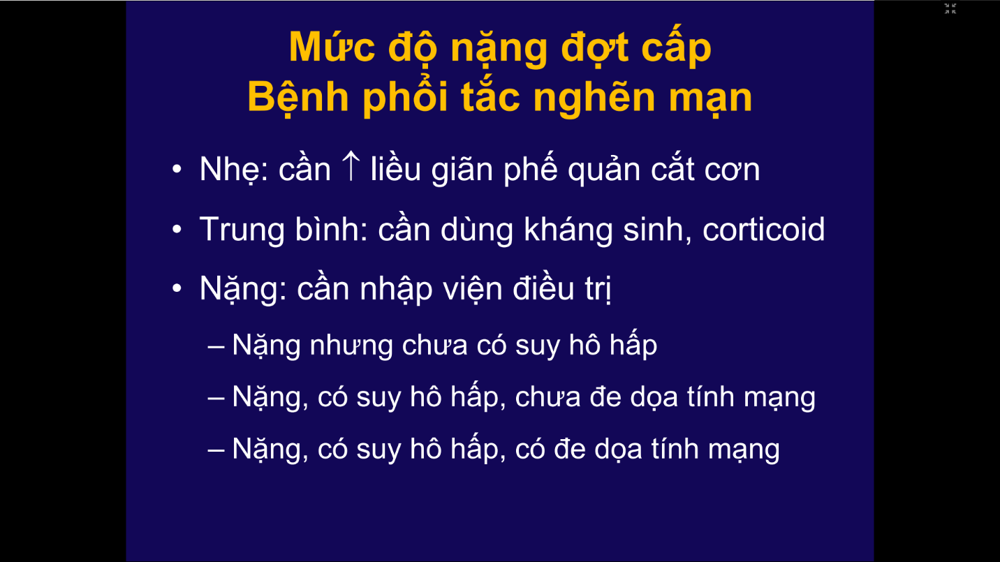 Mức độ nặng đợt cấp
Bệnh phổi tắc nghẽn mạn
• Nhẹ: cần ↑ liều giãn phế quản cắt cơn
• Trung bình: cần dùng kháng sinh, corticoid
• Nặng: cần nhập viện điều trị
– Nặng nhưng chưa có suy hô hấp
– Nặng, có suy hô hấp, chưa đe dọa tính mạng
– Nặng, có suy hô hấp, có đe dọa tính mạng